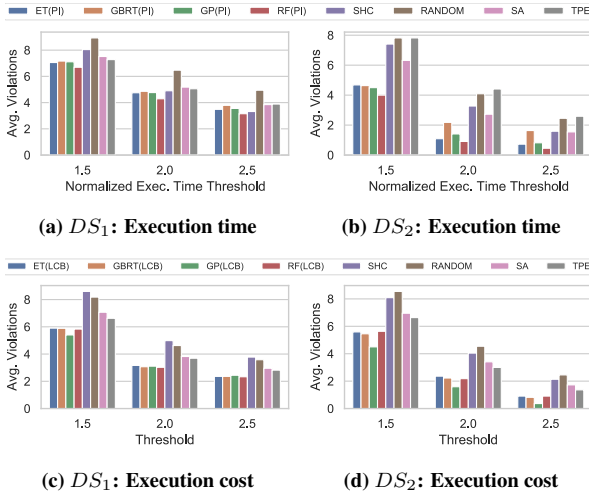 ET(PI) GBRT(PI) GP(PI) RF(PI) SHC RANDOM SA TPE
Avg. Violations
8
6
4
2
0
1.5 2.0 2.5
Normalized Exec. Time Threshold
(a) DS1: Execution time
Avg. Violations
8
6
4
2
0
1.5 2.0 2.5
Normalized Exec. Time Threshold
(b) DS2: Execution time
ET(LCB) GBRT(LCB) GP(LCB) RF(LCB) SHC RANDOM SA TPE
Avg. Violations
8
6
4
2
0
1.5 2.0 2.5
Threshold
(c) DS1: Execution cost
Avg. Violations
8
6
4
2
0
1.5 2.0 2.5
Threshold
(d) DS2: Execution cost